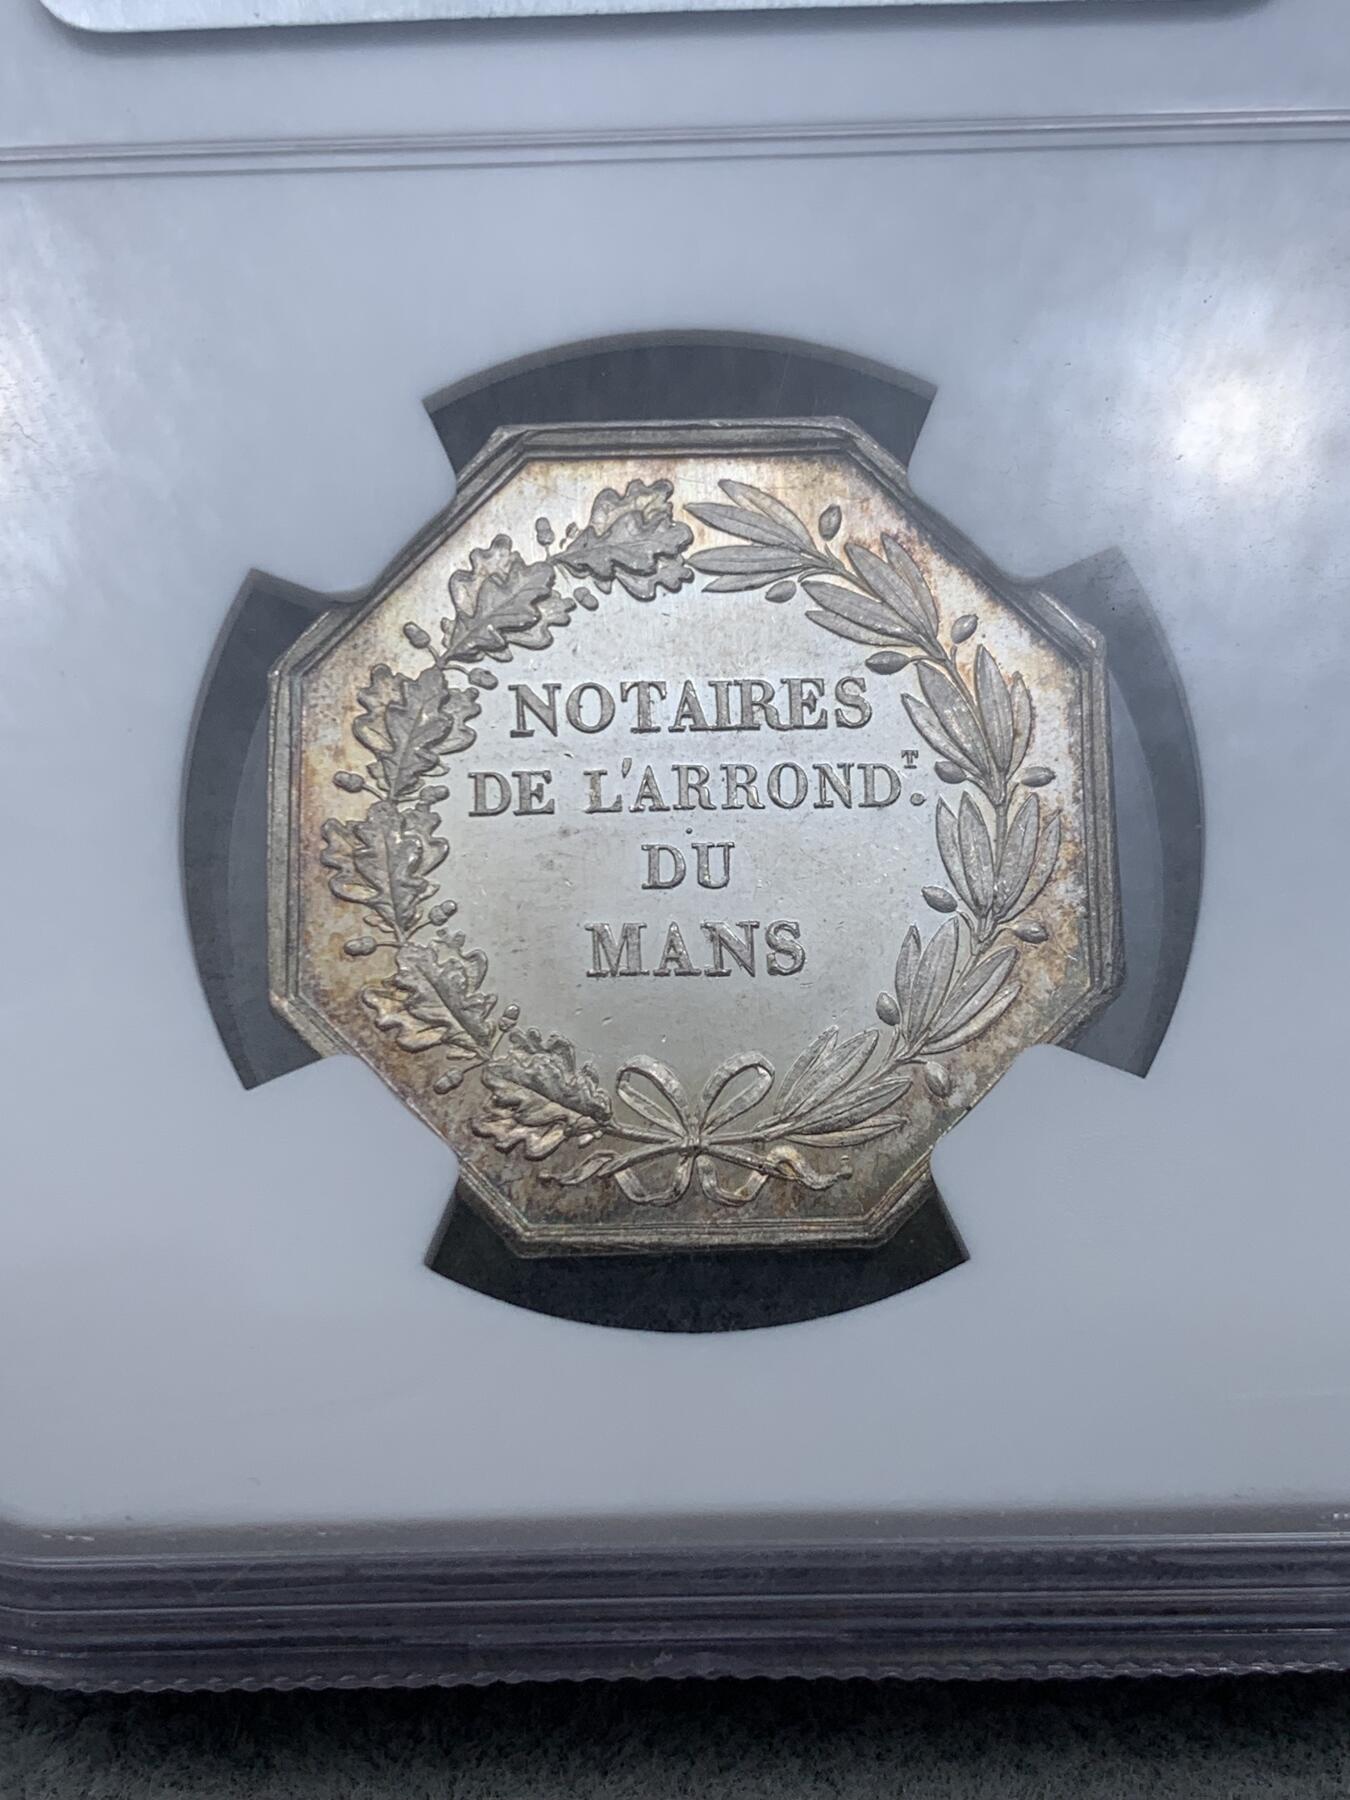 NOTAIRES
DE L'ARROND.ᵀ
DU
MANS